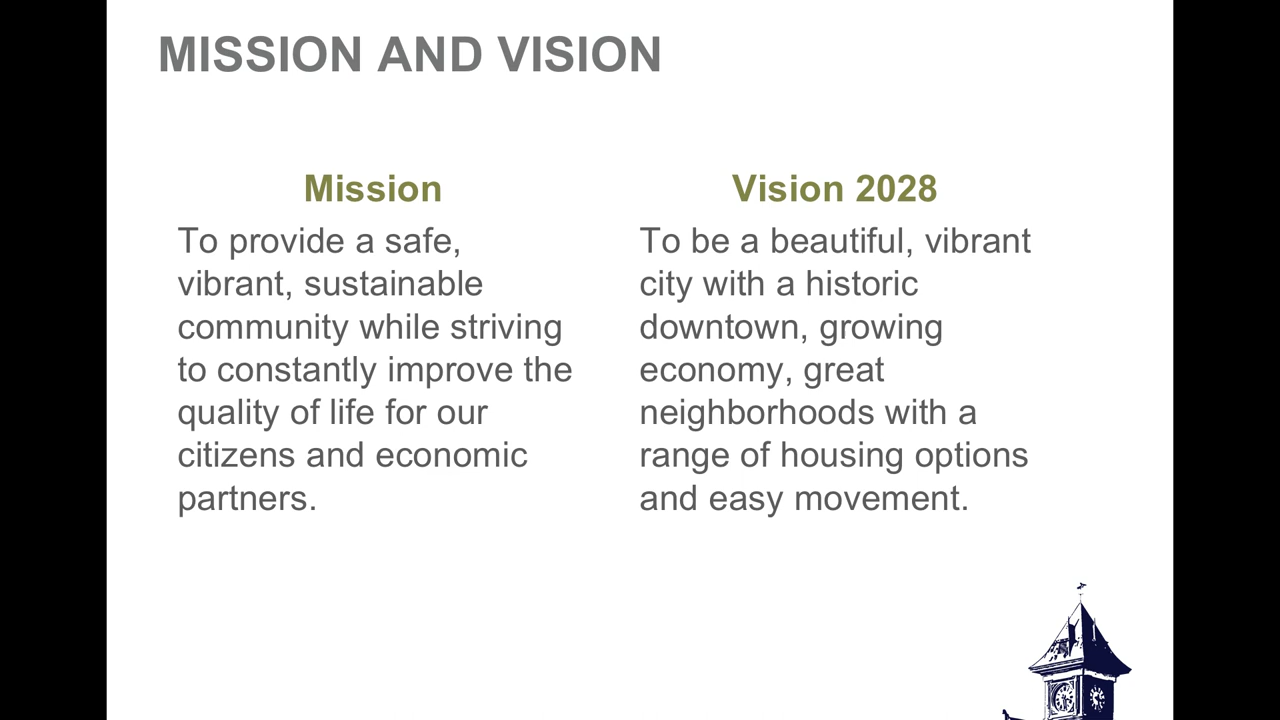 MISSION AND VISION
Mission
To provide a safe,
vibrant, sustainable
community while striving
to constantly improve the
quality of life for our
citizens and economic
partners.
Vision 2028
To be a beautiful, vibrant
city with a historic
downtown, growing
economy, great
neighborhoods with a
range of housing options
and easy movement.